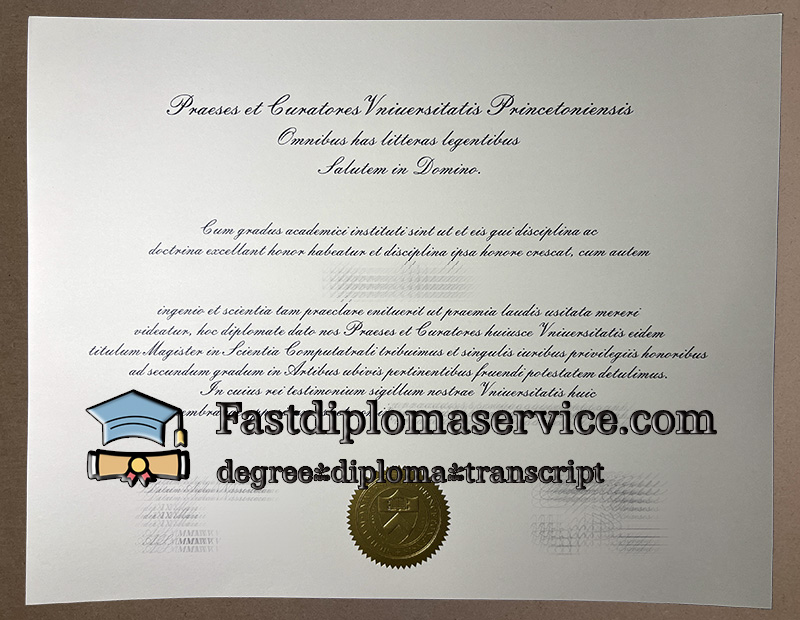 Praeses et Curatores Vniuersitatis Princetoniensis
Omnibus has litteras legentibus
Salutem in Domino.
Cum gradus academici instituti sint ut et eis gui disciplina ac
doctrina excellant honor habeatur et disciplina ipsa honore crescat, cum autem
ingenio et scientia tam praeclare enituerit ut praemia laudis usitata mereri
videatur, hoc diplomate dato nos Praeses et Curatores huiusce Vniuersitatis eidem
titulum Magister in Scientia Computatrali tribuimus et singulis iuribus privilegiis honoribus
ad secundum gradum in Artibus ubivis pertinentibus fruendi potestatem detulimus.
In cuius rei testimonium sigillum nostrae Vniuersitatis huic
Fastdiplomaservice.com
degree*diploma*transcript